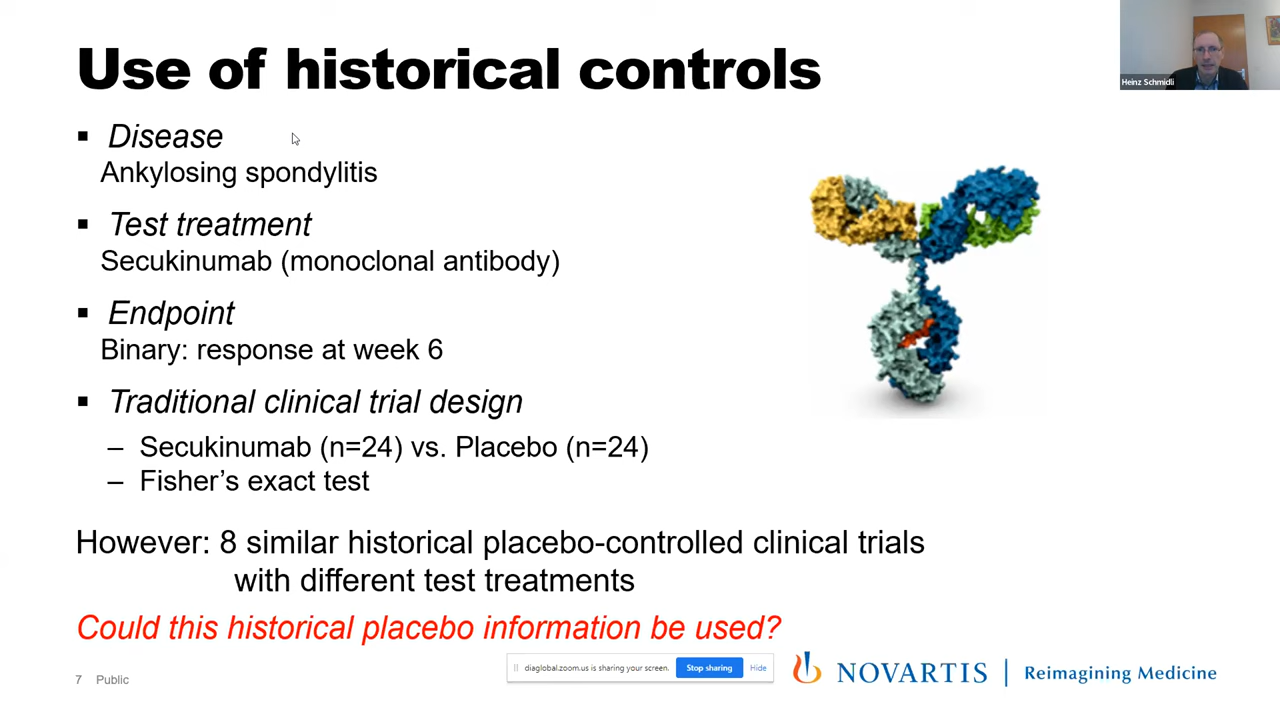 Use of historical controls
Heinz Schmidli
▪ Disease
Ankylosing spondylitis
▪ Test treatment
Secukinumab (monoclonal antibody)
▪ Endpoint
Binary: response at week 6
▪ Traditional clinical trial design
– Secukinumab (n=24) vs. Placebo (n=24)
– Fisher's exact test
However: 8 similar historical placebo-controlled clinical trials
with different test treatments
Could this historical placebo information be used?
diaglobal.zoom.us is sharing your screen. Stop sharing Hide
NOVARTIS | Reimagining Medicine
7 Public